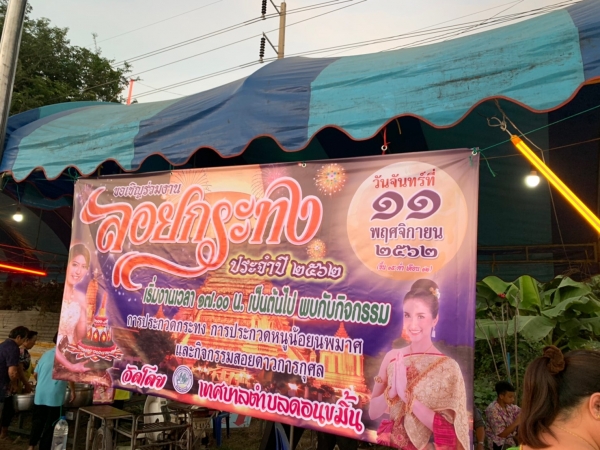 ขอเชิญร่วมงาน
ลอยกระทง
ประจำปี ๒๕๖๒
วันจันทร์ที่
๑๑
พฤศจิกายน
๒๕๖๒
เริ่มงานเวลา ๑๗.๐๐ น. เป็นต้นไป พบกับกิจกรรม
การประกวดกระทง การประกวดหนูน้อยนพมาศ
และกิจกรรมสอยดาวการกุศล
จัดโดย เทศบาลตำบลดอนขมิ้น